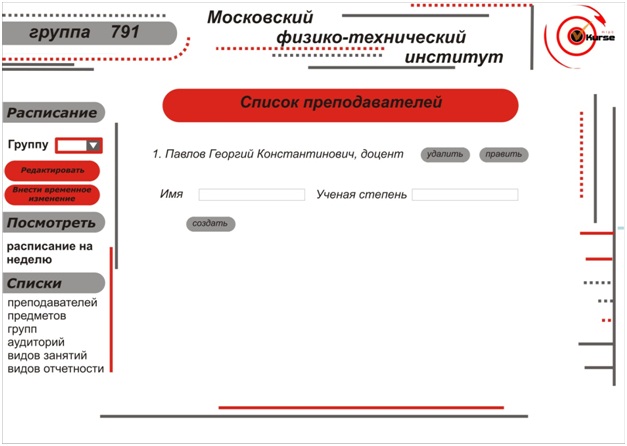 группа 791
Московский
физико-технический
институт
Kurse
Расписание
Группу
Редактировать
Внести временное
изменение
Посмотреть
расписание на
неделю
Списки
преподавателей
предметов
групп
аудиторий
видов занятий
видов отчетности
Список преподавателей
1. Павлов Георгий Константинович, доцент удалить править
Имя Ученая степень
создать